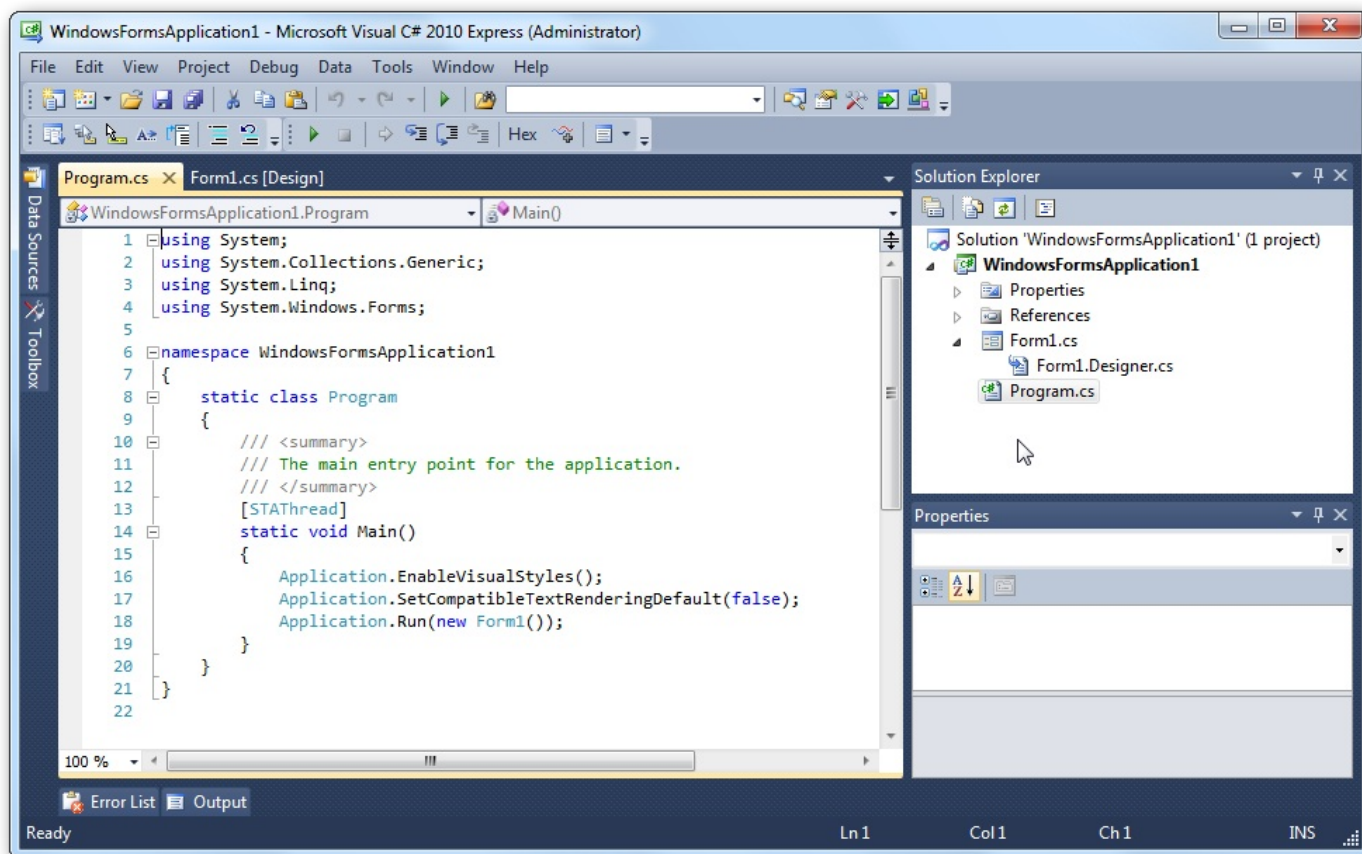 WindowsFormsApplication1 - Microsoft Visual C# 2010 Express (Administrator)
File Edit View Project Debug Data Tools Window Help
Hex
Data Sources
Toolbox
Program.cs Form1.cs [Design]
WindowsFormsApplication1.Program Main()
1 using System;
2 using System.Collections.Generic;
3 using System.Linq;
4 using System.Windows.Forms;
5
6 namespace WindowsFormsApplication1
7 {
8 static class Program
9 {
10 /// <summary>
11 /// The main entry point for the application.
12 /// </summary>
13 [STAThread]
14 static void Main()
15 {
16 Application.EnableVisualStyles();
17 Application.SetCompatibleTextRenderingDefault(false);
18 Application.Run(new Form1());
19 }
20 }
21 }
22
100 %
Solution Explorer
Solution 'WindowsFormsApplication1' (1 project)
WindowsFormsApplication1
Properties
References
Form1.cs
Form1.Designer.cs
Program.cs
Properties
Error List Output
Ready Ln 1 Col 1 Ch 1 INS